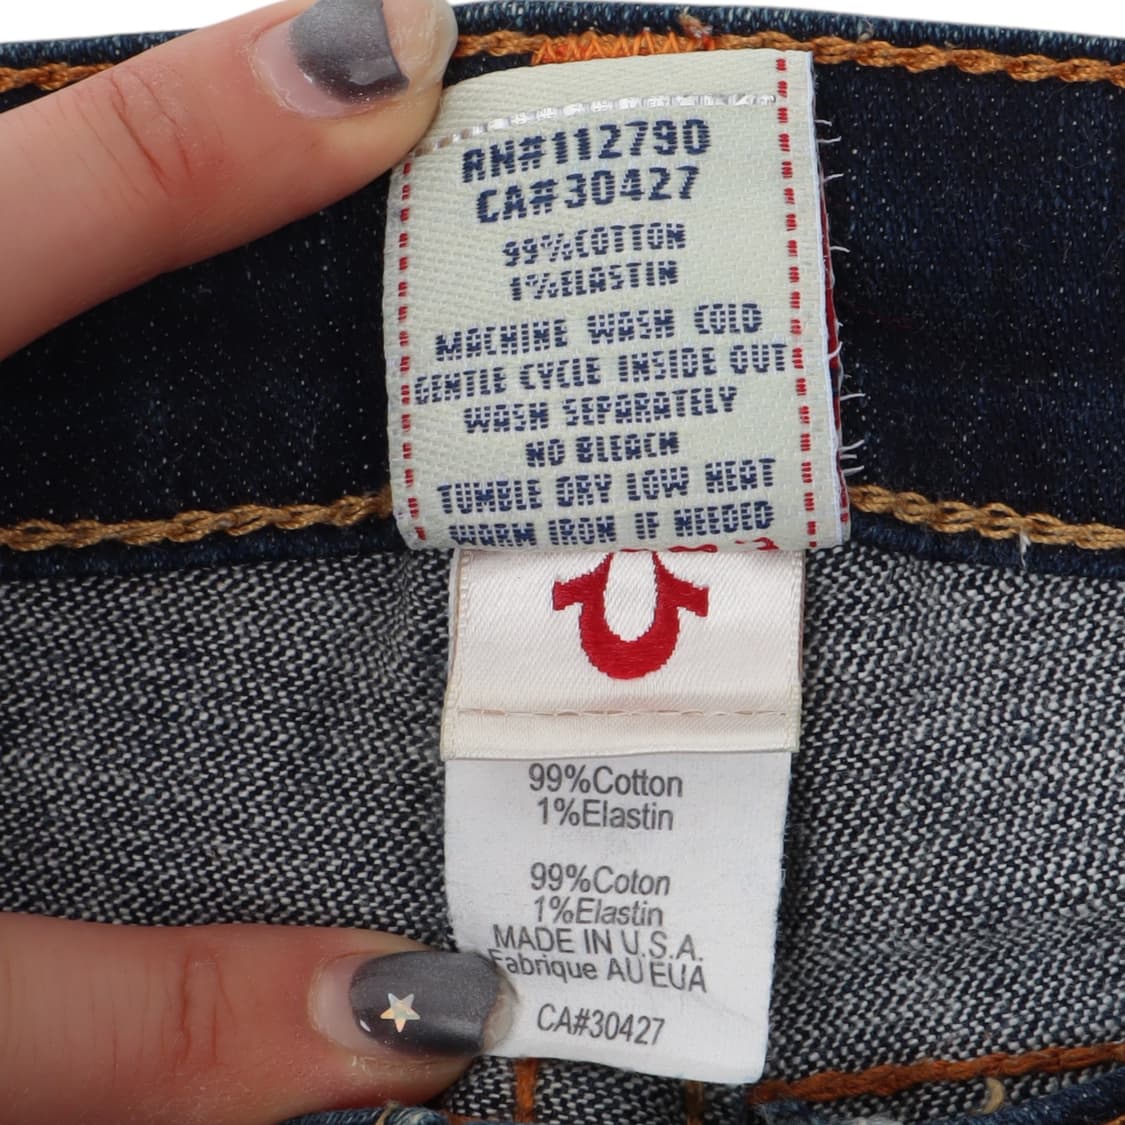 RN#112790
CA#30427
99%COTTON
1%ELASTIN
MACHINE WASH COLD
GENTLE CYCLE INSIDE OUT
WASH SEPARATELY
NO BLEACH
TUMBLE DRY LOW HEAT
WARM IRON IF NEEDED
99%Cotton
1%Elastin
99%Coton
1%Elastin
MADE IN U.S.A.
Fabrique AU EUA
CA#30427